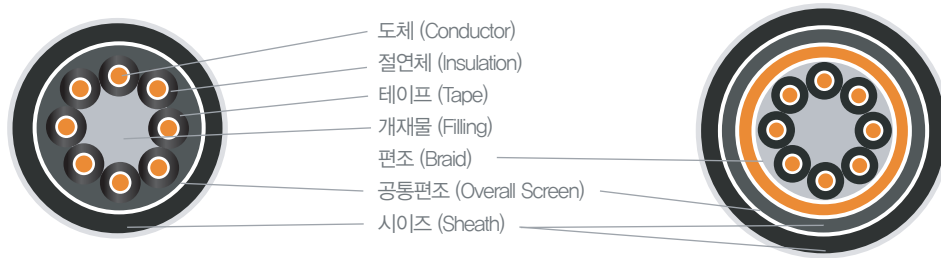 도체 (Conductor)
절연체 (Insulation)
테이프 (Tape)
개재물 (Filling)
편조 (Braid)
공통편조 (Overall Screen)
시이즈 (Sheath)